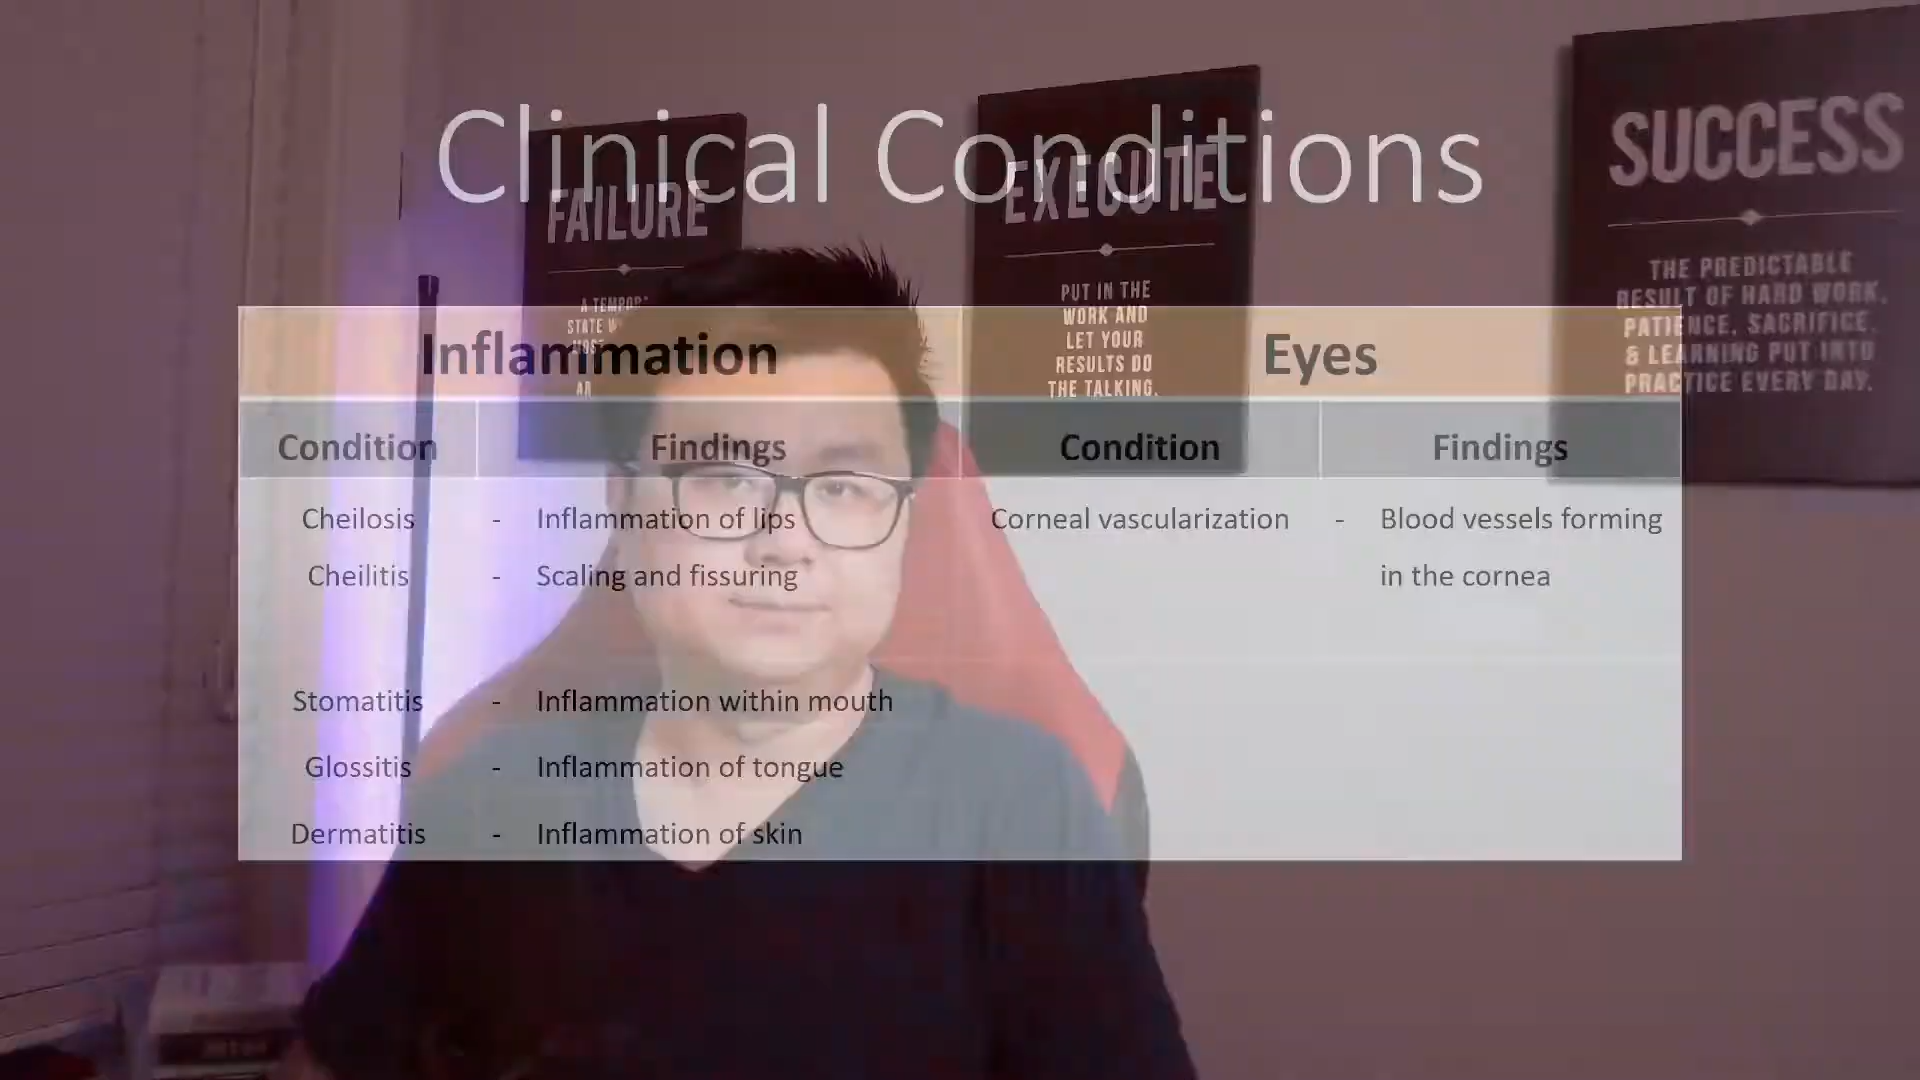 Clinical Conditions
FAILURE
A TEMPOR
STATE
EXECUTE
PUT IN THE
WORK AND
LET YOUR
RESULTS DO
THE TALKING.
SUCCESS
THE PREDICTABLE
RESULT OF HARD WORK,
PATIENCE, SACRIFICE,
& LEARNING PUT INTO
PRACTICE EVERY DAY.
Inflammation Eyes
Condition Findings Condition Findings
Cheilosis - Inflammation of lips Corneal vascularization - Blood vessels forming
Cheilitis - Scaling and fissuring in the cornea
Stomatitis - Inflammation within mouth
Glossitis - Inflammation of tongue
Dermatitis - Inflammation of skin